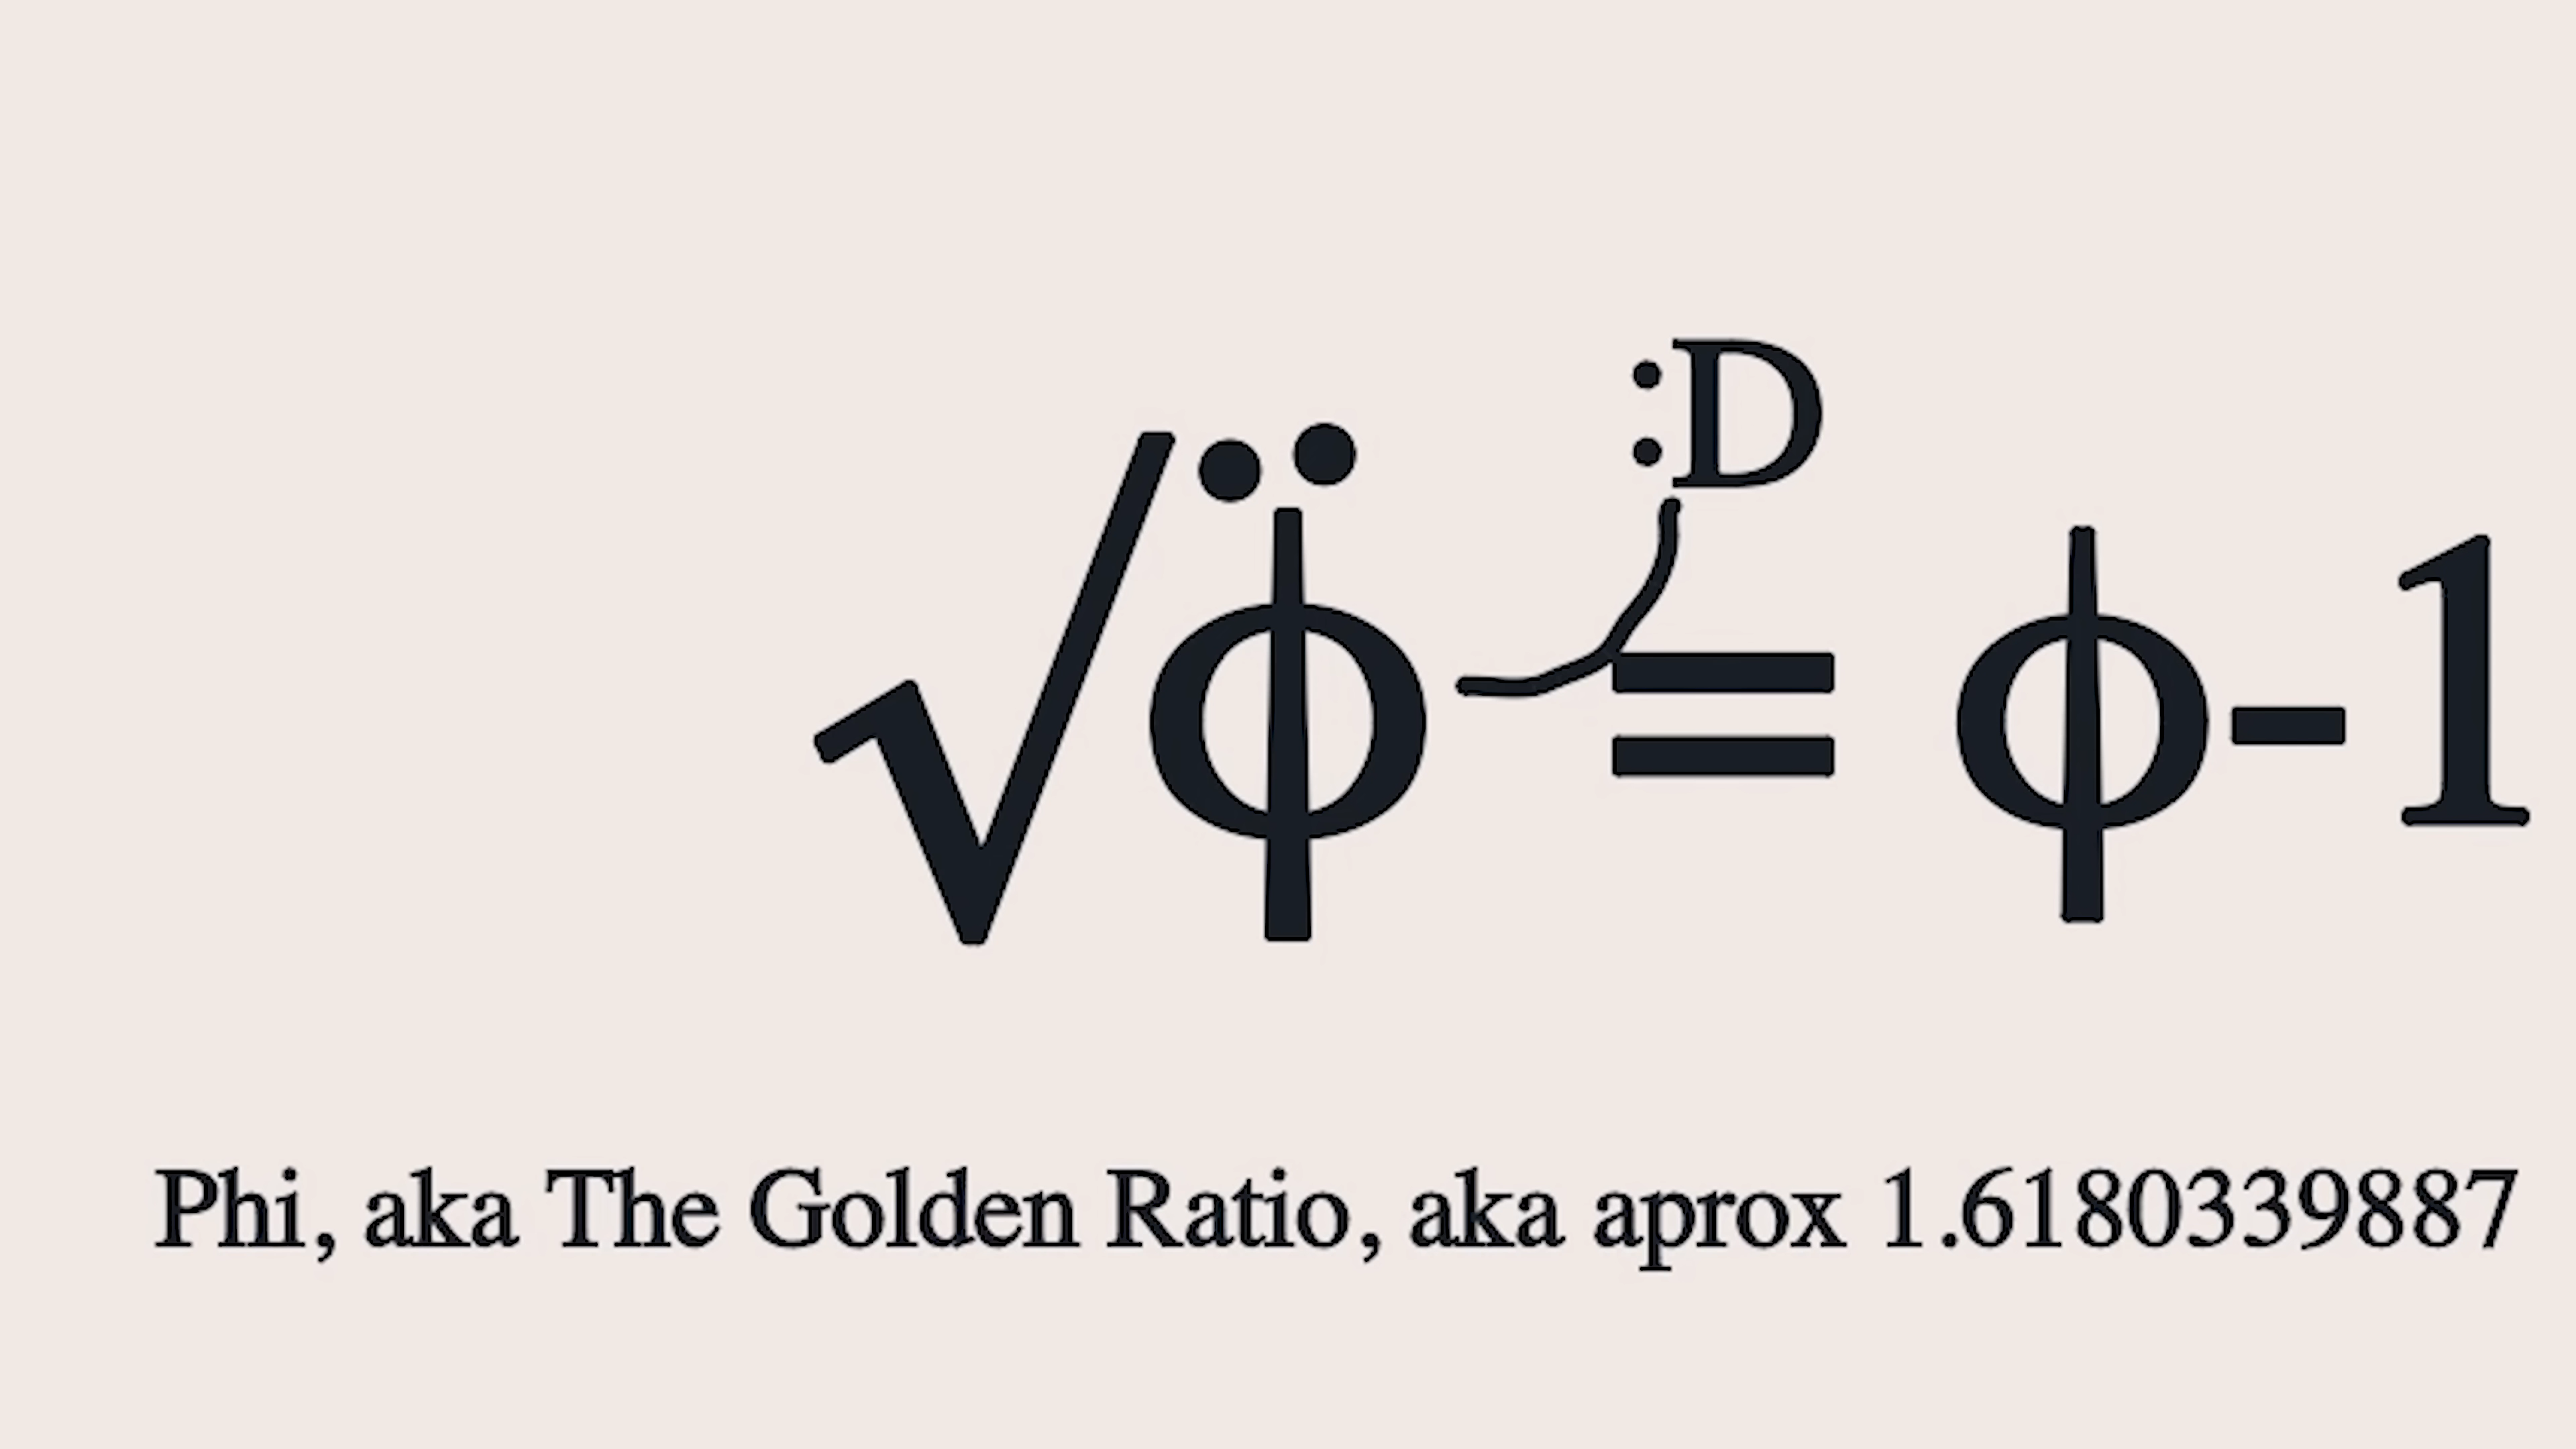 :D
√ϕ̈ = ϕ-1
Phi, aka The Golden Ratio, aka aprox 1.6180339887